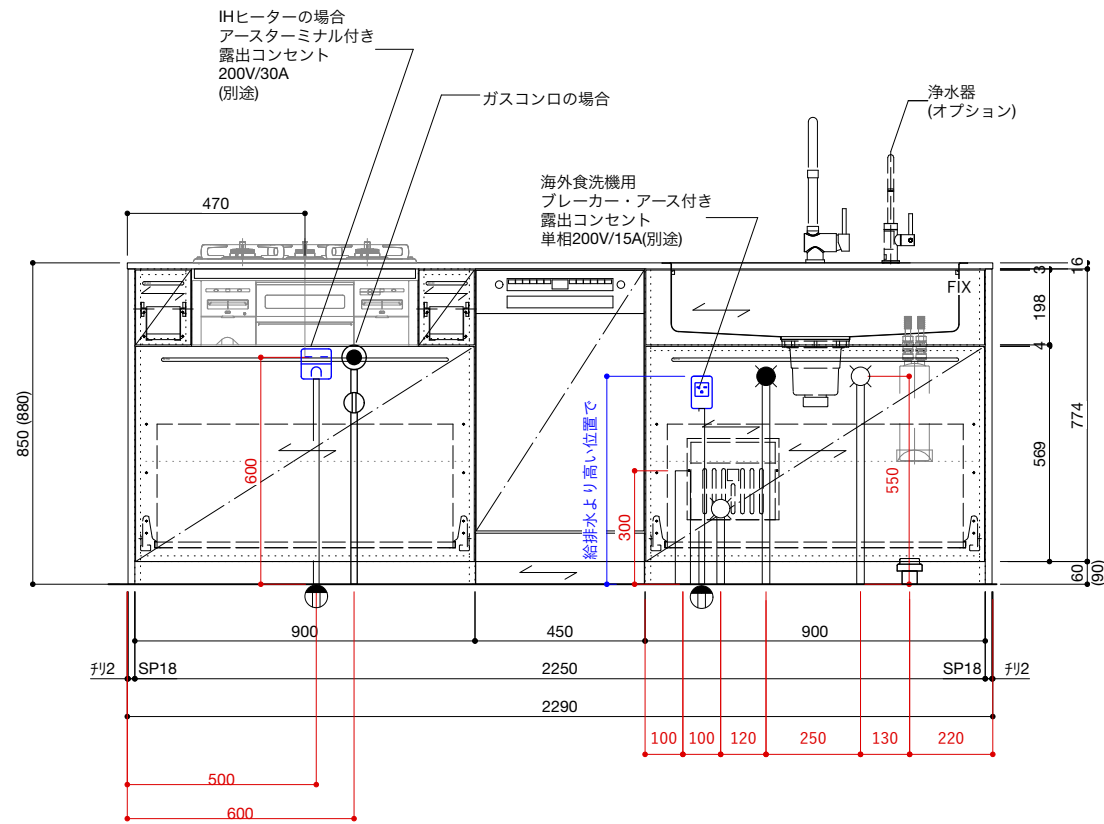 IHヒーターの場合
アースターミナル付き
露出コンセント
200V/30A
(別途)
ガスコンロの場合
浄水器
(オプション)
海外食洗機用
ブレーカー・アース付き
露出コンセント
単相200V/15A(別途)
470
FIX
16
3
198
4
774
569
60
(90)
850 (880)
600
給排水より高い位置で
300
550
900
450
900
チリ2
SP18
2250
SP18
チリ2
2290
100
100
120
250
130
220
500
600